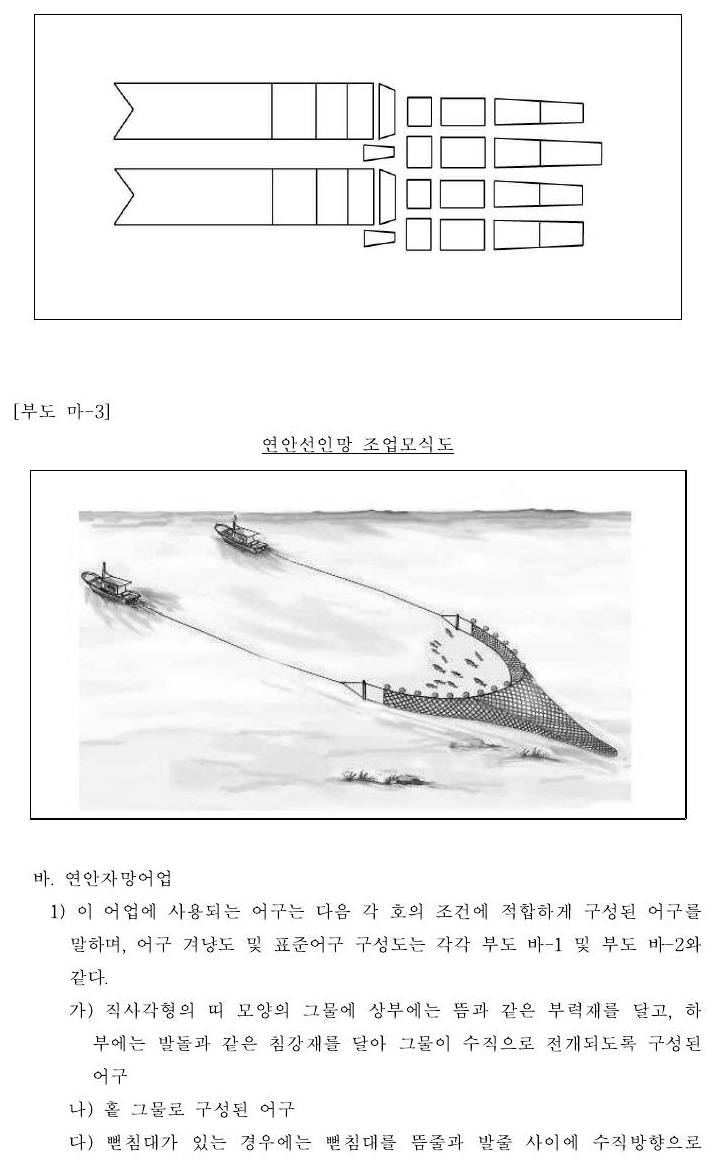 [부도 마-3]
연안선인망 조업모식도
바. 연안자망어업
1) 이 어업에 사용되는 어구는 다음 각 호의 조건에 적합하게 구성된 어구를
말하며, 어구 겨냥도 및 표준어구 구성도는 각각 부도 바-1 및 부도 바-2와
같다.
가) 직사각형의 띠 모양의 그물에 상부에는 뜸과 같은 부력재를 달고, 하
부에는 발돌과 같은 침강재를 달아 그물이 수직으로 전개되도록 구성된
어구
나) 홑 그물로 구성된 어구
다) 뻗침대가 있는 경우에는 뻗침대를 뜸줄과 발줄 사이에 수직방향으로